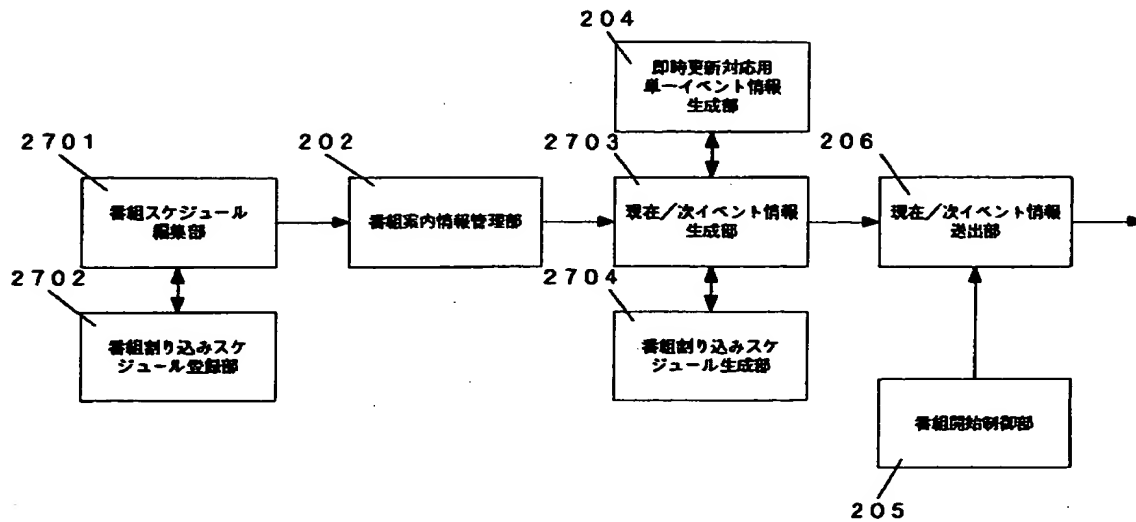 204
即時更新対応用
単一イベント情報
生成部
2701
202
2703
206
番組スケジュール
編集部
番組案内情報管理部
現在／次イベント情報
生成部
現在／次イベント情報
送出部
2702
2704
番組割り込みスケ
ジュール登録部
番組割り込みスケ
ジュール生成部
番組開始制御部
205